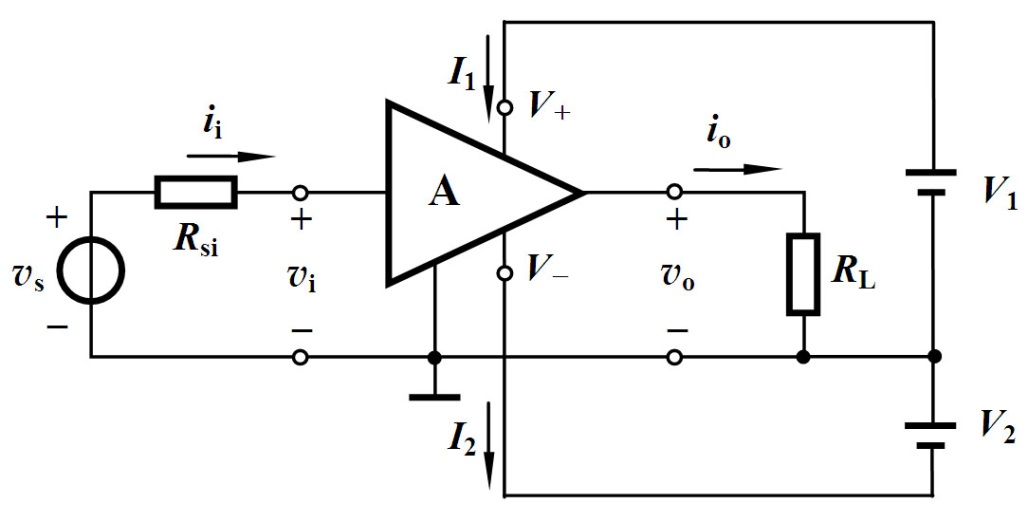 I1
V+
ii
io
A
V1
+
Rsi
+
+
vs
vi
V−
vo
RL
−
−
−
I2
V2